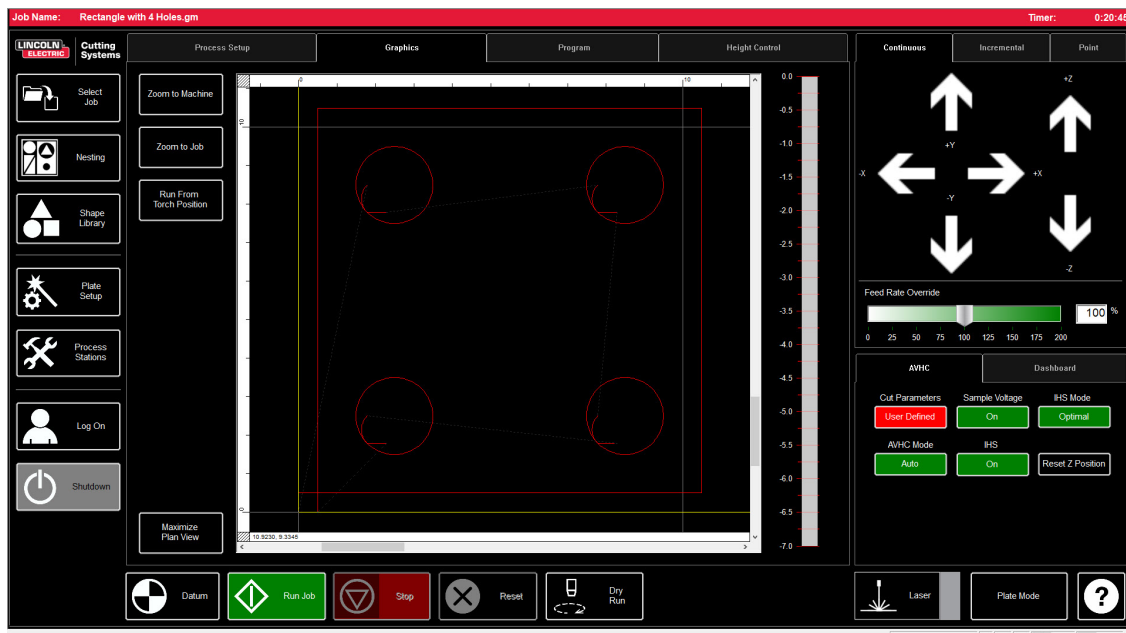 Job Name: Rectangle with 4 Holes.gm Timer: 0:20:45
LINCOLN ELECTRIC Cutting Systems
Process Setup Graphics Program Height Control
Continuous Incremental Point
Select Job
Nesting
Shape Library
Plate Setup
Process Stations
Log On
Shutdown
Zoom to Machine
Zoom to Job
Run From Torch Position
Maximize Plan View
0 10
10
0
10.9230, 9.3345
0.0
-0.5
-1.0
-1.5
-2.0
-2.5
-3.0
-3.5
-4.0
-4.5
-5.0
-5.5
-6.0
-6.5
-7.0
+Z
+Y
-X +X
-Y
-Z
Feed Rate Override
100 %
0 25 50 75 100 125 150 175 200
AVHC Dashboard
Cut Parameters Sample Voltage IHS Mode
User Defined On Optimal
AVHC Mode IHS
Auto On Reset Z Position
Datum Run Job Stop Reset Dry Run
Laser Plate Mode ?